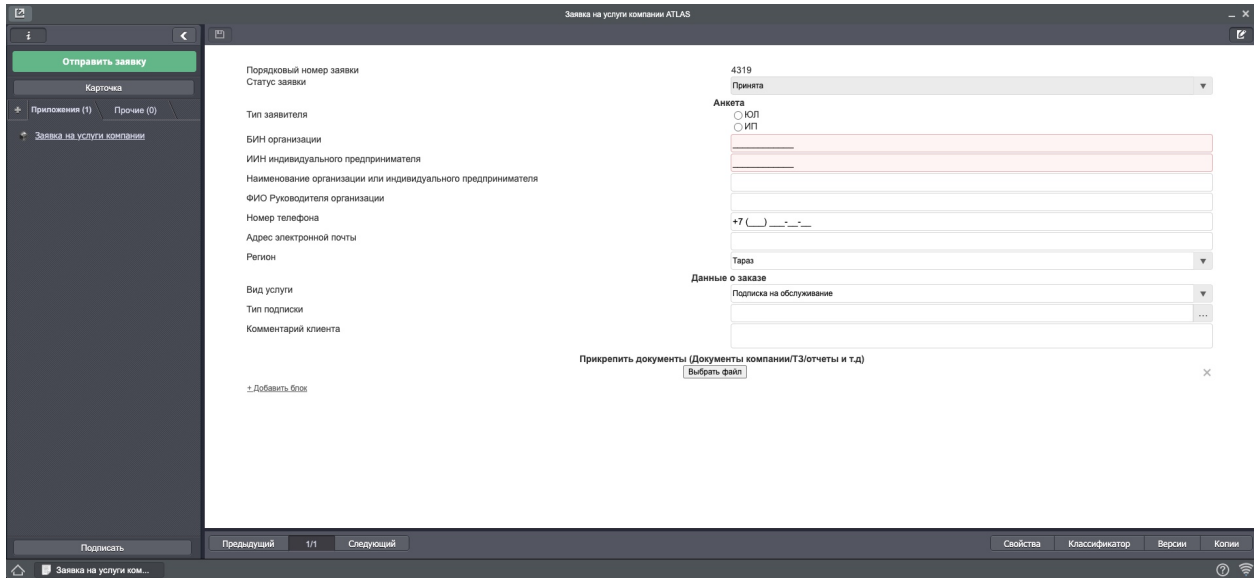 Заявка на услуги компании ATLAS
Отправить заявку
Карточка
Приложения (1) Прочие (0)
Заявка на услуги компании
Порядковый номер заявки 4319
Статус заявки Принята
Анкета
Тип заявителя ЮЛ
ИП
БИН организации ____________
ИИН индивидуального предпринимателя ____________
Наименование организации или индивидуального предпринимателя
ФИО Руководителя организации
Номер телефона +7 (___) ___-__-__
Адрес электронной почты
Регион Тараз
Данные о заказе
Вид услуги Подписка на обслуживание
Тип подписки ...
Комментарий клиента
Прикрепить документы (Документы компании/ТЗ/отчеты и т.д)
Выбрать файл
+ Добавить блок
Подписать Предыдущий 1/1 Следующий Свойства Классификатор Версии Копии
Заявка на услуги ком...